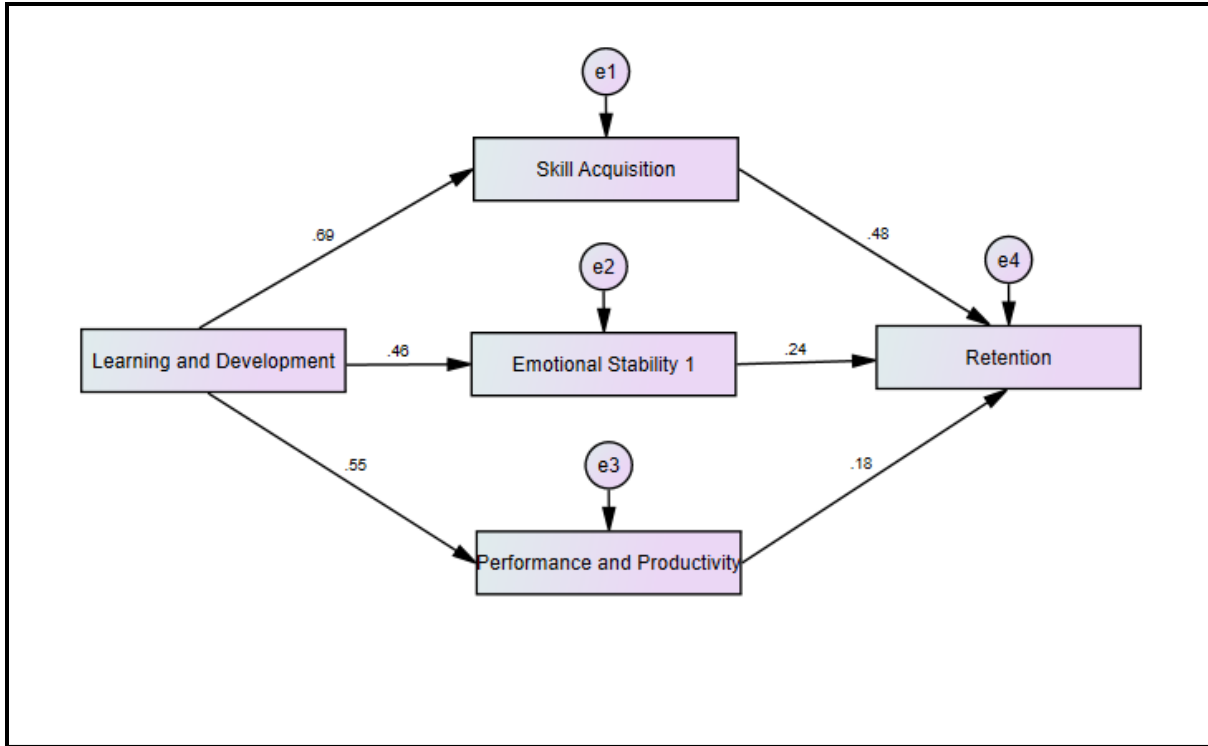 e1
Skill Acquisition
.69
.48
e2
e4
Learning and Development
.46
Emotional Stability 1
.24
Retention
.55
e3
.18
Performance and Productivity